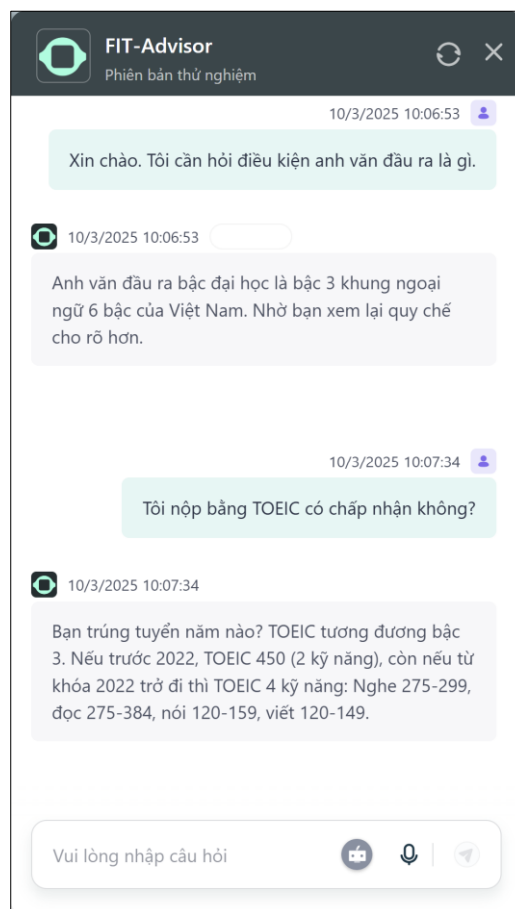 FIT-Advisor
Phiên bản thử nghiệm
10/3/2025 10:06:53
Xin chào. Tôi cần hỏi điều kiện anh văn đầu ra là gì.
10/3/2025 10:06:53
Anh văn đầu ra bậc đại học là bậc 3 khung ngoại
ngữ 6 bậc của Việt Nam. Nhờ bạn xem lại quy chế
cho rõ hơn.
10/3/2025 10:07:34
Tôi nộp bằng TOEIC có chấp nhận không?
10/3/2025 10:07:34
Bạn trúng tuyển năm nào? TOEIC tương đương bậc
3. Nếu trước 2022, TOEIC 450 (2 kỹ năng), còn nếu từ
khóa 2022 trở đi thì TOEIC 4 kỹ năng: Nghe 275-299,
đọc 275-384, nói 120-159, viết 120-149.
Vui lòng nhập câu hỏi